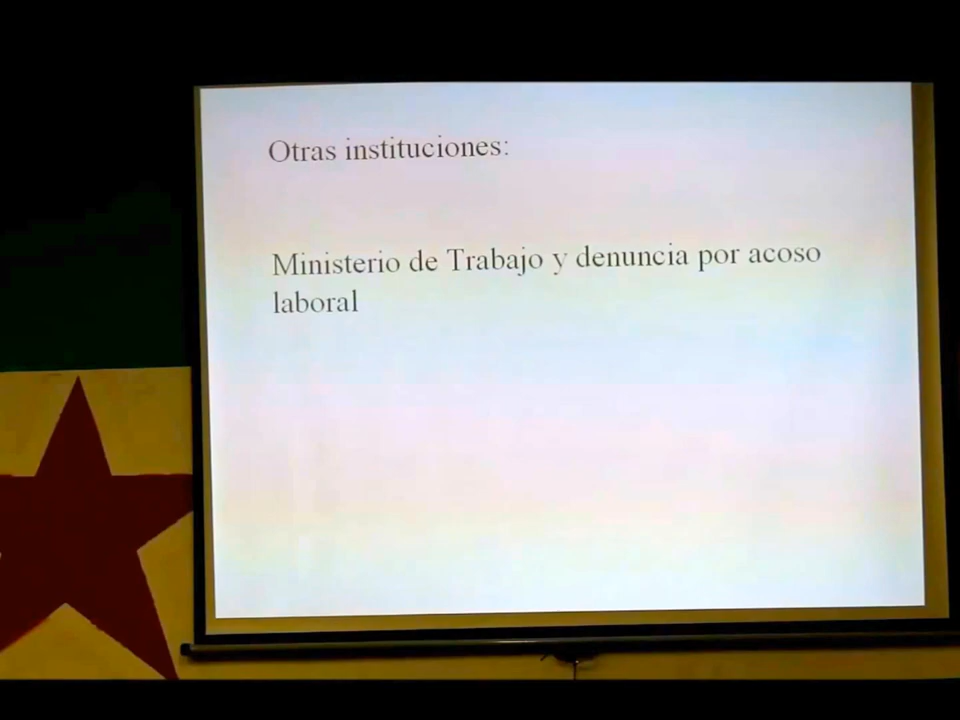 Otras instituciones:
Ministerio de Trabajo y denuncia por acoso
laboral